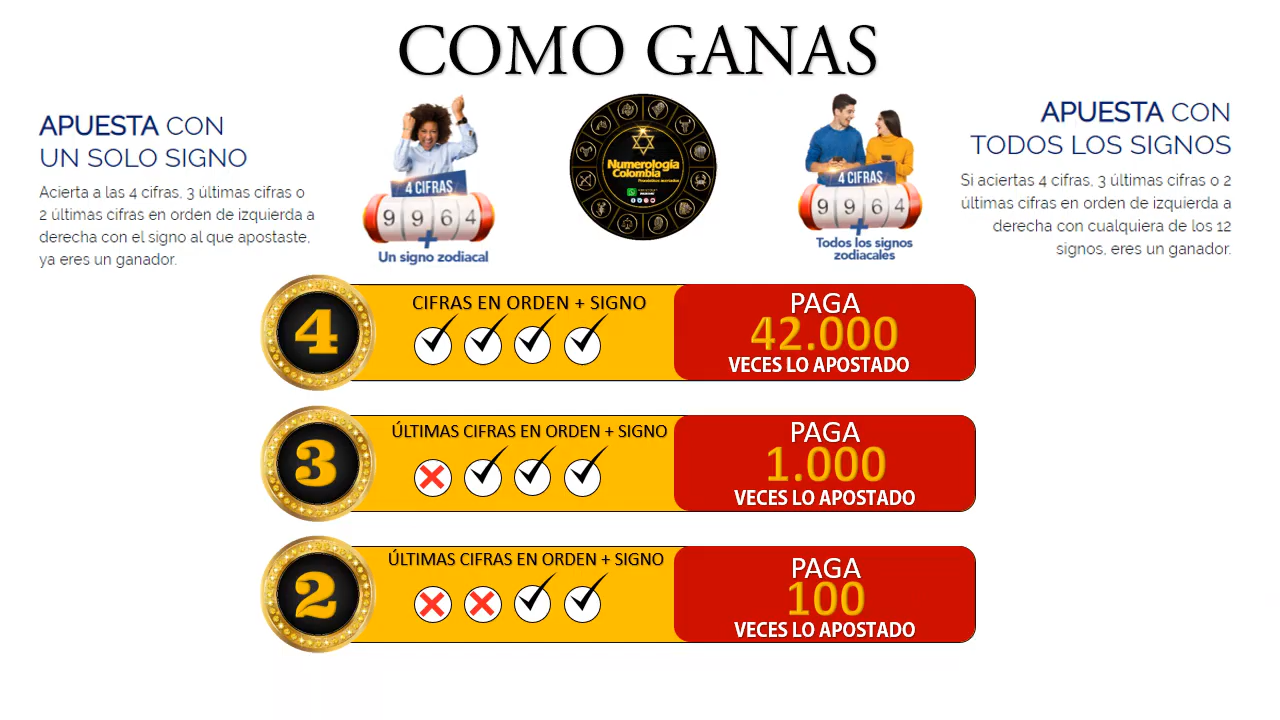 COMO GANAS
APUESTA CON
UN SOLO SIGNO
Acierta a las 4 cifras, 3 últimas cifras o
2 últimas cifras en orden de izquierda a
derecha con el signo al que apostaste,
ya eres un ganador.
4 CIFRAS
9 9 6 4
+
Un signo zodiacal
Numerología
Colombia
4 CIFRAS
9 9 6 4
+
Todos los signos
zodiacales
APUESTA CON
TODOS LOS SIGNOS
Si aciertas 4 cifras, 3 últimas cifras o 2
últimas cifras en orden de izquierda a
derecha con cualquiera de los 12
signos, eres un ganador.
4
CIFRAS EN ORDEN + SIGNO
PAGA
42.000
VECES LO APOSTADO
3
ÚLTIMAS CIFRAS EN ORDEN + SIGNO
PAGA
1.000
VECES LO APOSTADO
2
ÚLTIMAS CIFRAS EN ORDEN + SIGNO
PAGA
100
VECES LO APOSTADO